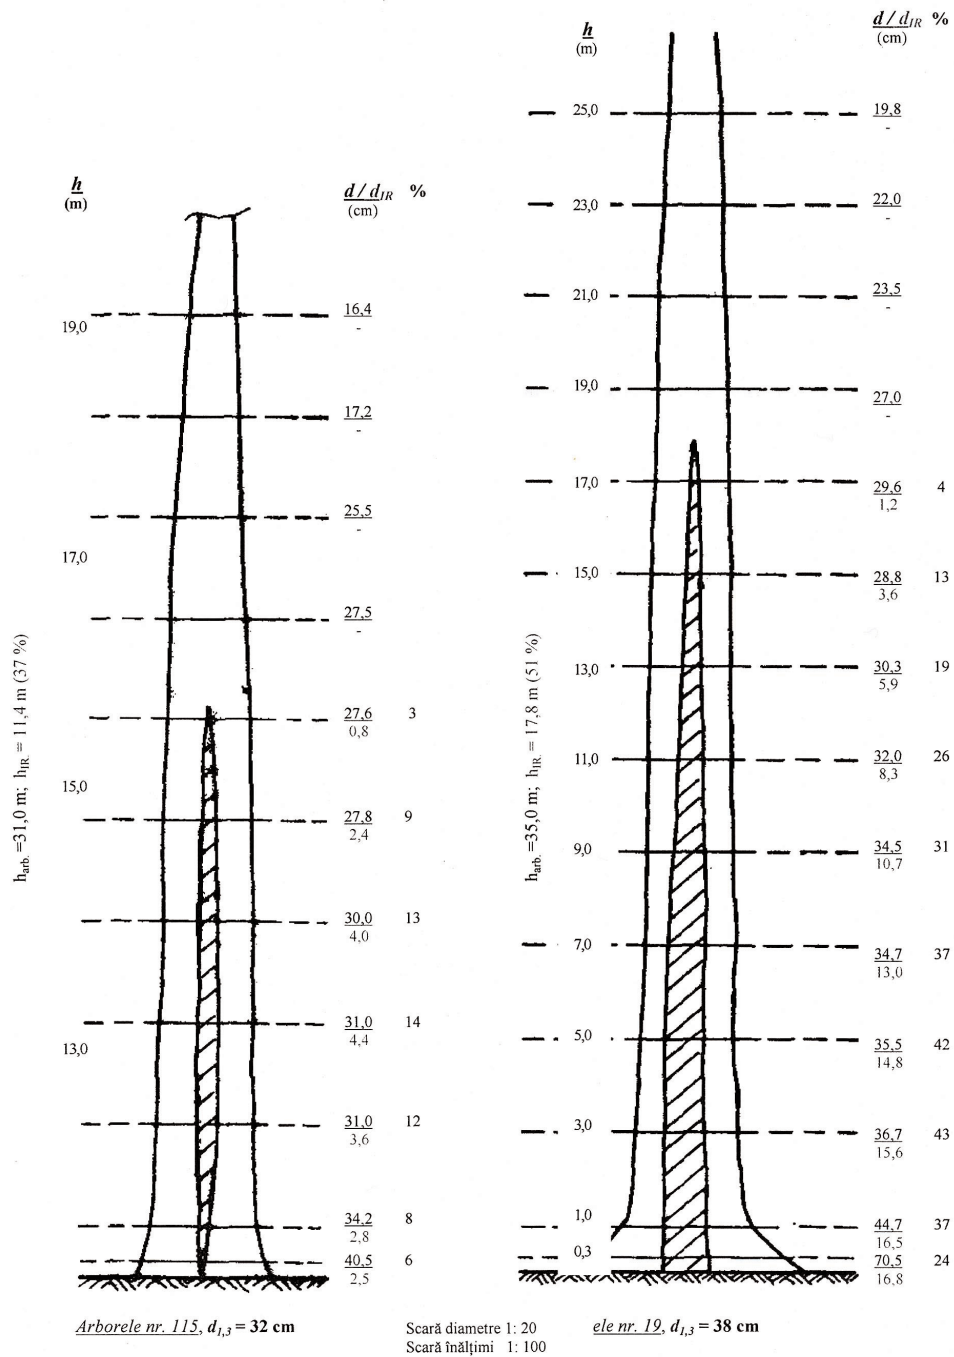 h
(m)
d / dIR %
(cm)
16,4
-
19,0
17,2
-
25,5
-
17,0
27,5
-
27,6 3
0,8
15,0
27,8 9
2,4
30,0 13
4,0
31,0 14
4,4
13,0
31,0 12
3,6
34,2 8
2,8
40,5 6
2,5
harb. =31,0 m; hIR = 11,4 m (37 %)
Arborele nr. 115, d1,3 = 32 cm
h
(m)
d / dIR %
(cm)
25,0 19,8
-
23,0 22,0
-
21,0 23,5
-
19,0 27,0
-
17,0 29,6 4
1,2
15,0 28,8 13
3,6
13,0 30,3 19
5,9
11,0 32,0 26
8,3
9,0 34,5 31
10,7
7,0 34,7 37
13,0
5,0 35,5 42
14,8
3,0 36,7 43
15,6
1,0 44,7 37
16,5
0,3 70,5 24
16,8
harb. =35,0 m; hIR. = 17,8 m (51 %)
ele nr. 19, d1,3 = 38 cm
Scară diametre 1: 20
Scară înălțimi 1: 100